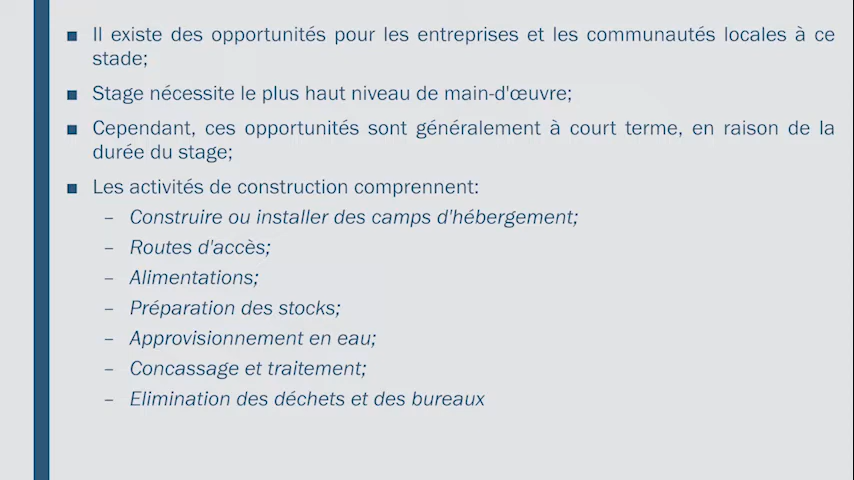 Il existe des opportunités pour les entreprises et les communautés locales à ce
stade;
Stage nécessite le plus haut niveau de main-d'œuvre;
Cependant, ces opportunités sont généralement à court terme, en raison de la
durée du stage;
Les activités de construction comprennent:
– Construire ou installer des camps d'hébergement;
– Routes d'accès;
– Alimentations;
– Préparation des stocks;
– Approvisionnement en eau;
– Concassage et traitement;
– Elimination des déchets et des bureaux